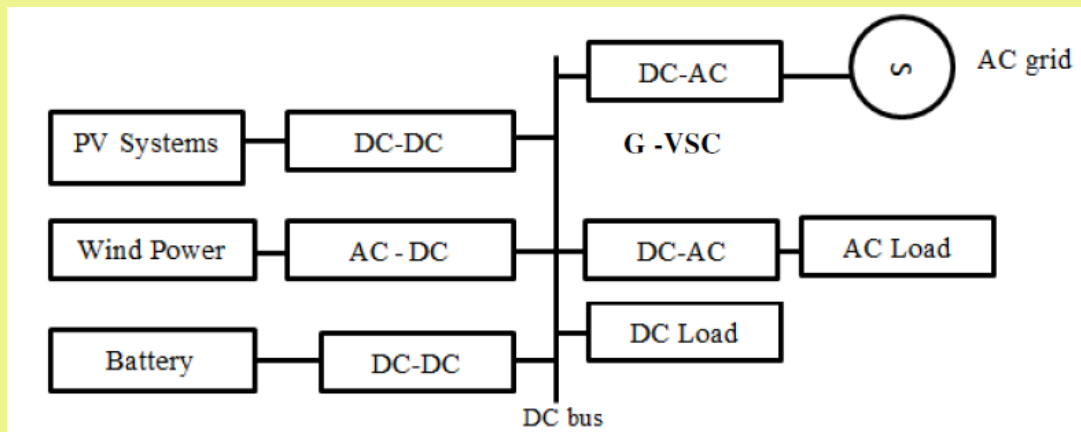 DC-AC
AC grid
PV Systems
DC-DC
G -VSC
Wind Power
AC - DC
DC-AC
AC Load
Battery
DC-DC
DC Load
DC bus